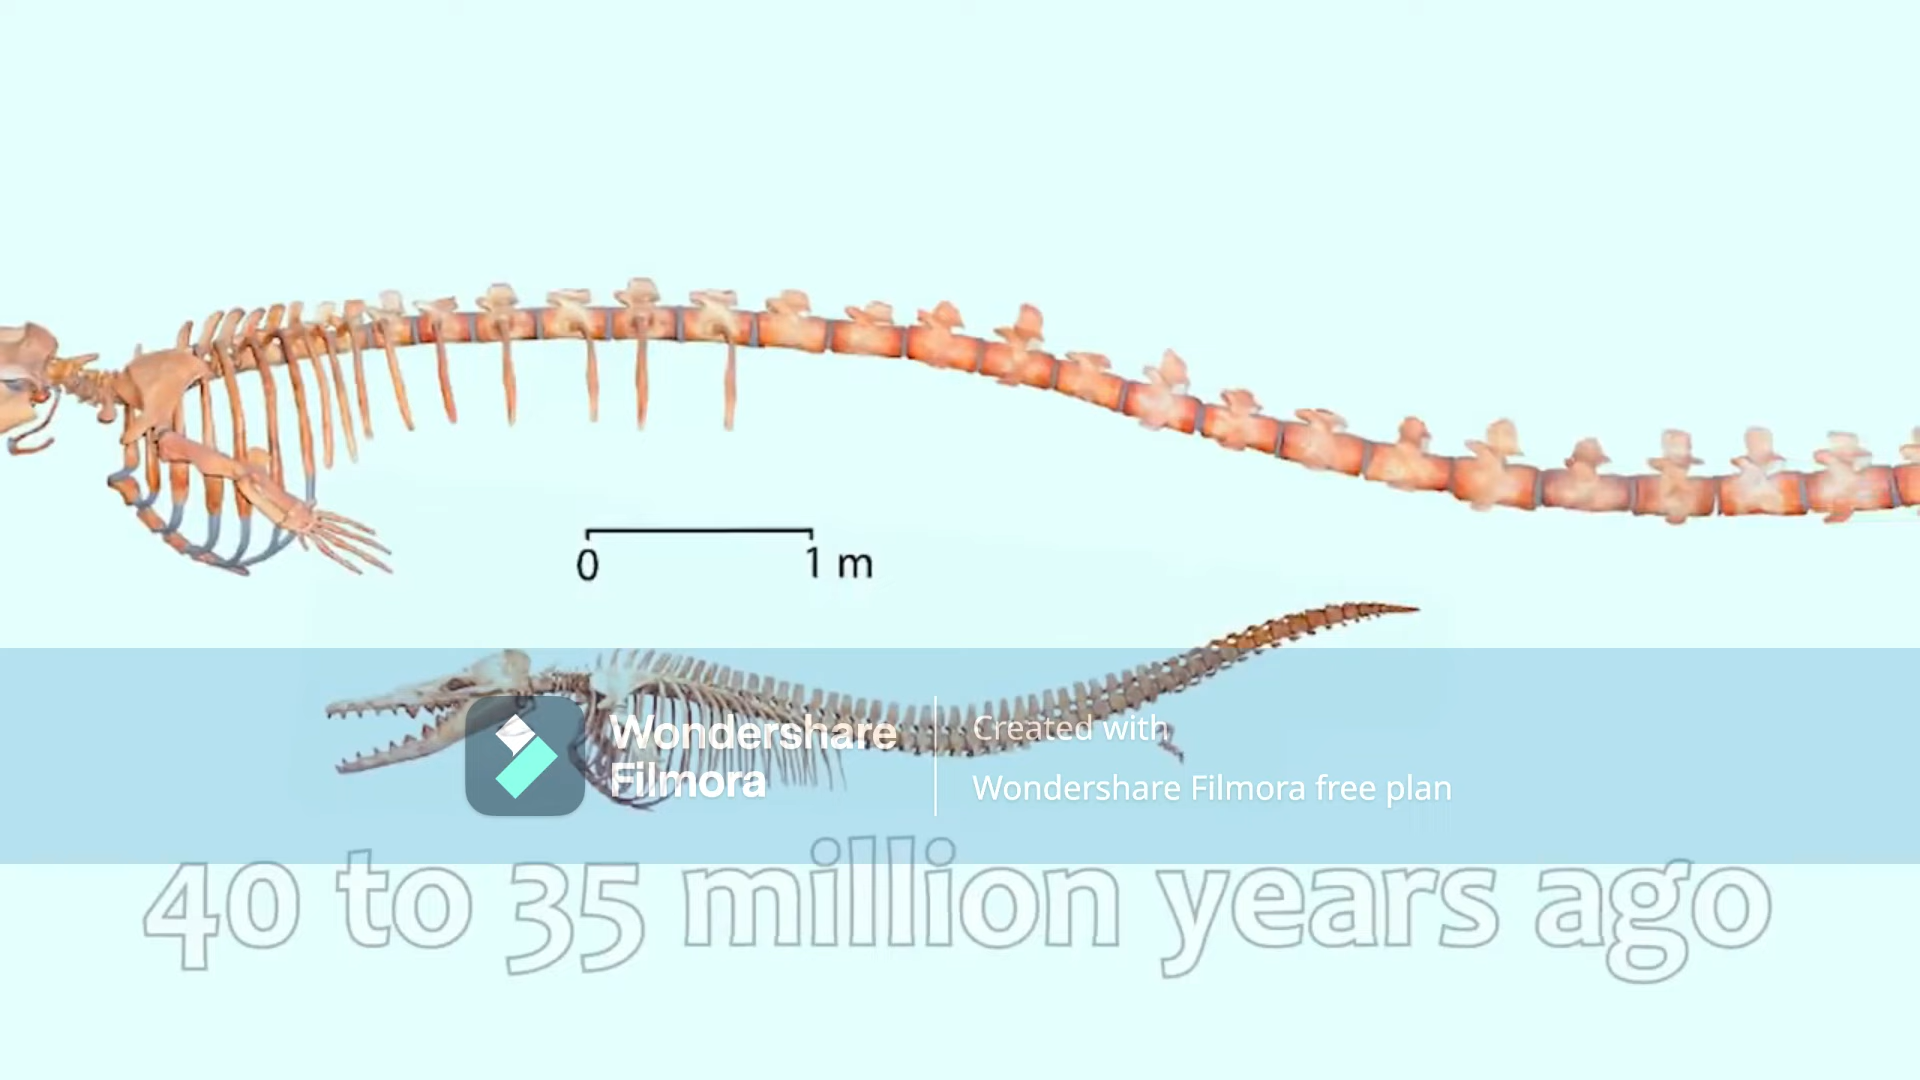 0 1 m
Wondershare
Filmora
Created with
Wondershare Filmora free plan
40 to 35 million years ago